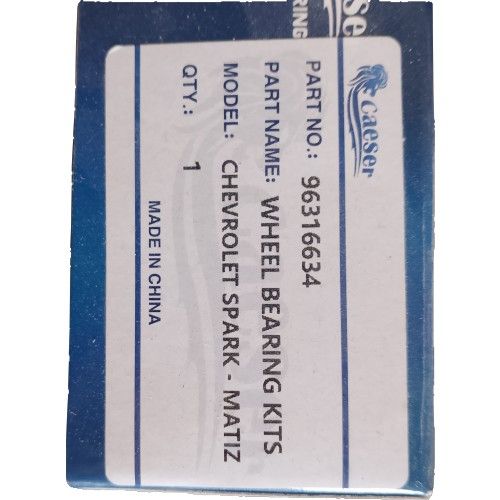 caeser
PART NO.: 96316634
PART NAME: WHEEL BEARING KITS
MODEL: CHEVROLET SPARK - MATIZ
QTY.: 1
MADE IN CHINA